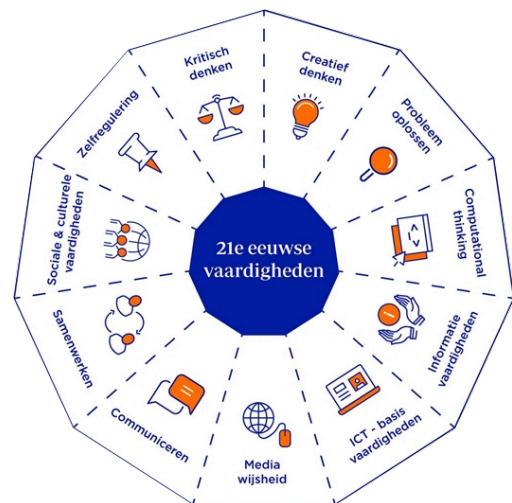 21e eeuwse
vaardigheden
Kritisch
denken
Creatief
denken
Probleem
oplossen
Computational
thinking
Informatie
vaardigheden
ICT - basis
vaardigheden
Media
wijsheid
Communiceren
Samenwerken
Sociale & culturele
vaardigheden
Zelfregulering